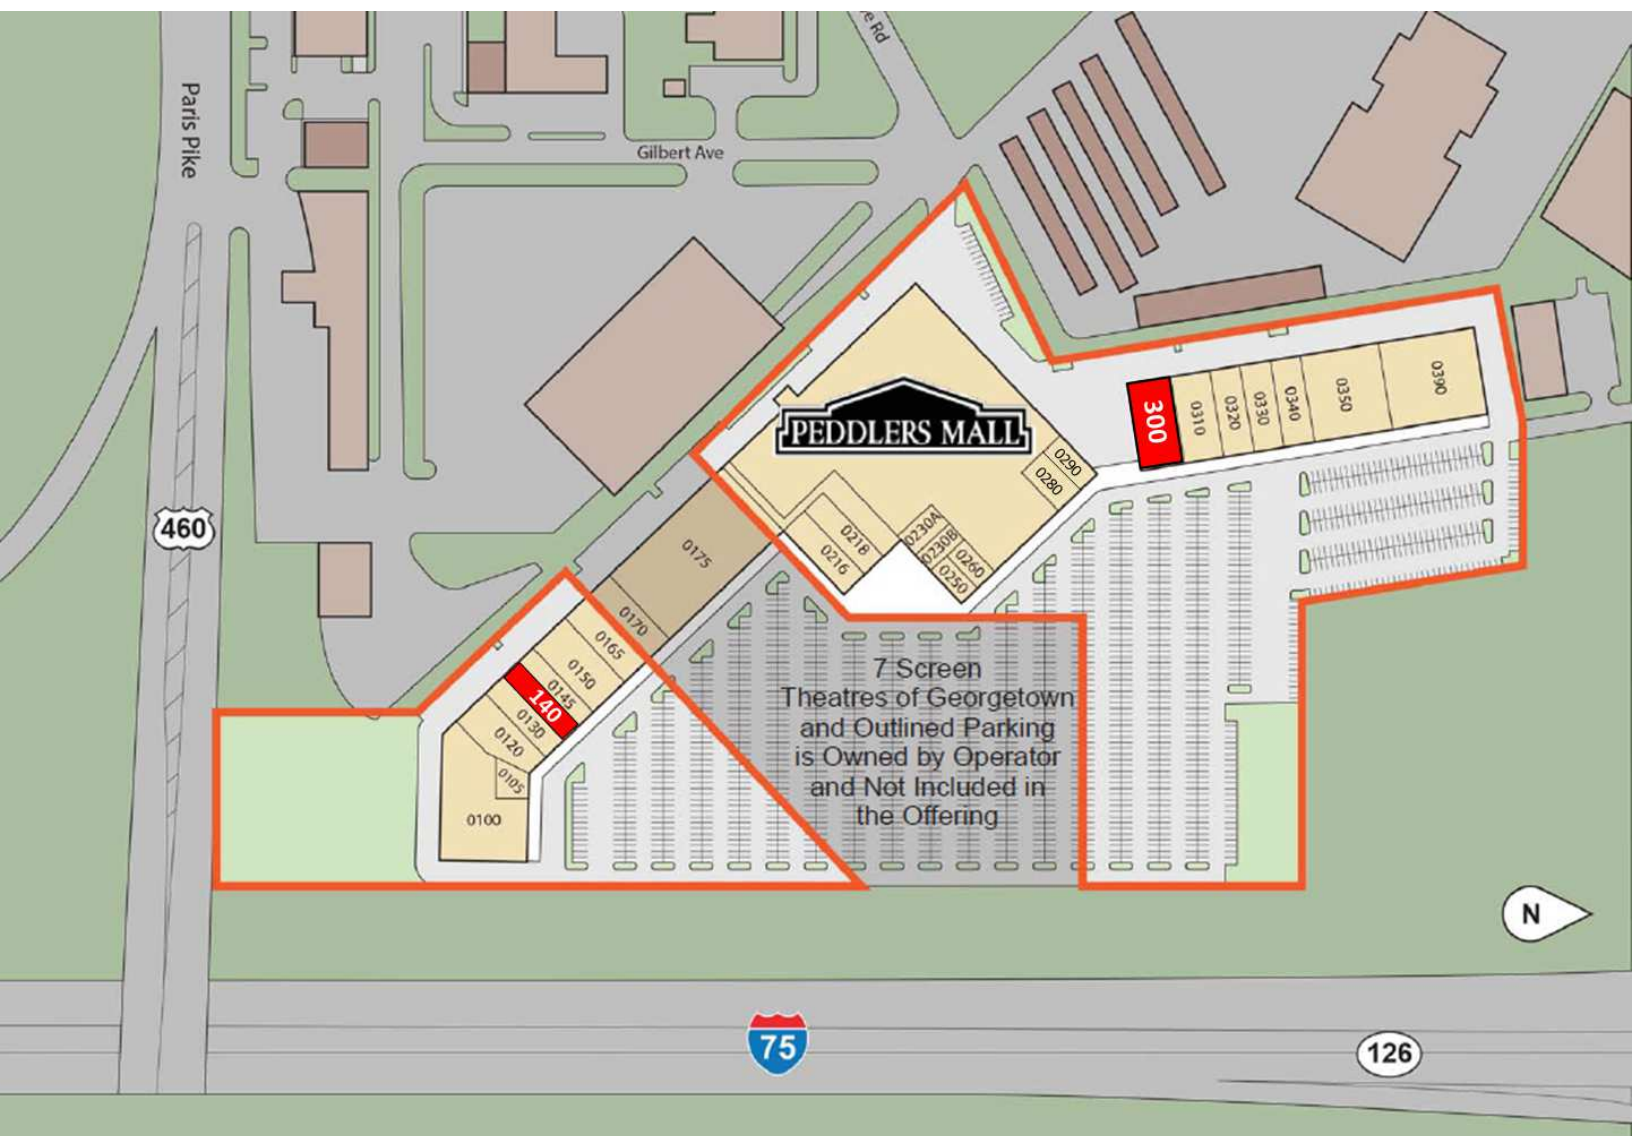 e Rd
Paris Pike
Gilbert Ave
460
PEDDLERS MALL
0290
0280
300
0310
0320
0330
0340
0350
0390
0175
0170
0165
0150
0145
140
0130
0120
0105
0100
0218
0216
0230A
0230B
0260
0250
7 Screen
Theatres of Georgetown
and Outlined Parking
is Owned by Operator
and Not Included in
the Offering
N
75
126